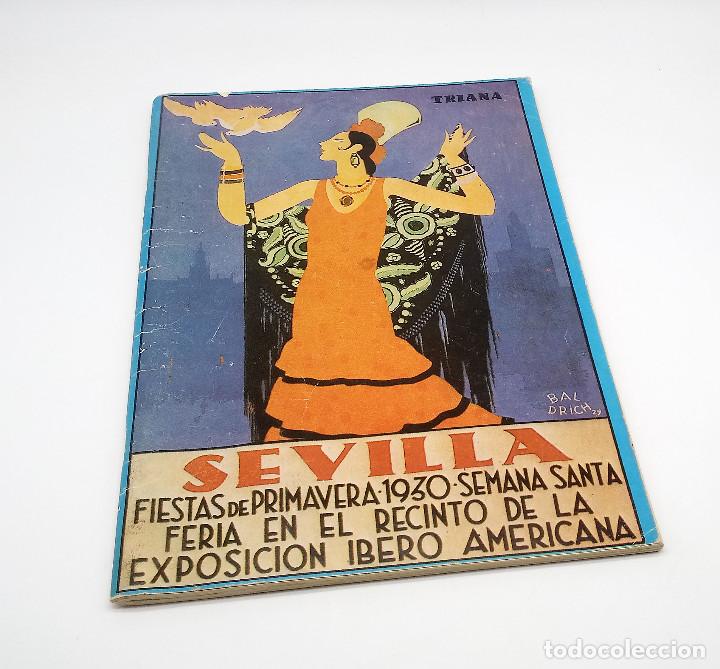 TRIANA
BAL
DRICH 29
SEVILLA
FIESTAS DE PRIMAVERA·1930·SEMANA SANTA
FERIA EN EL RECINTO DE LA
EXPOSICION IBERO AMERICANA
todocoleccion.net